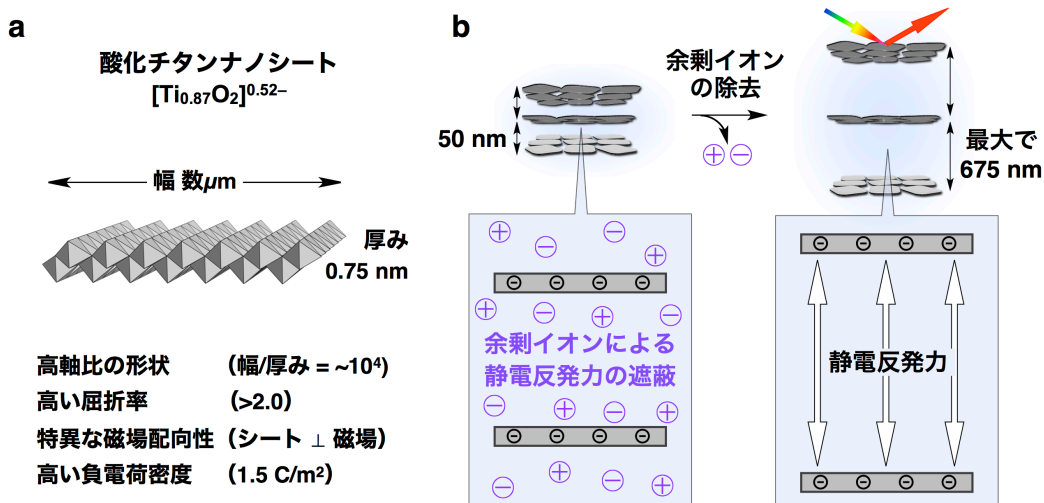 a
酸化チタンナノシート
[Ti0.87O2]0.52–
幅 数μm
厚み
0.75 nm
高軸比の形状 （幅/厚み = ~10⁴)
高い屈折率 （>2.0）
特異な磁場配向性（シート ⊥ 磁場）
高い負電荷密度 （1.5 C/m²）
b
50 nm
余剰イオン
の除去
最大で
675 nm
余剰イオンによる
静電反発力の遮蔽
静電反発力